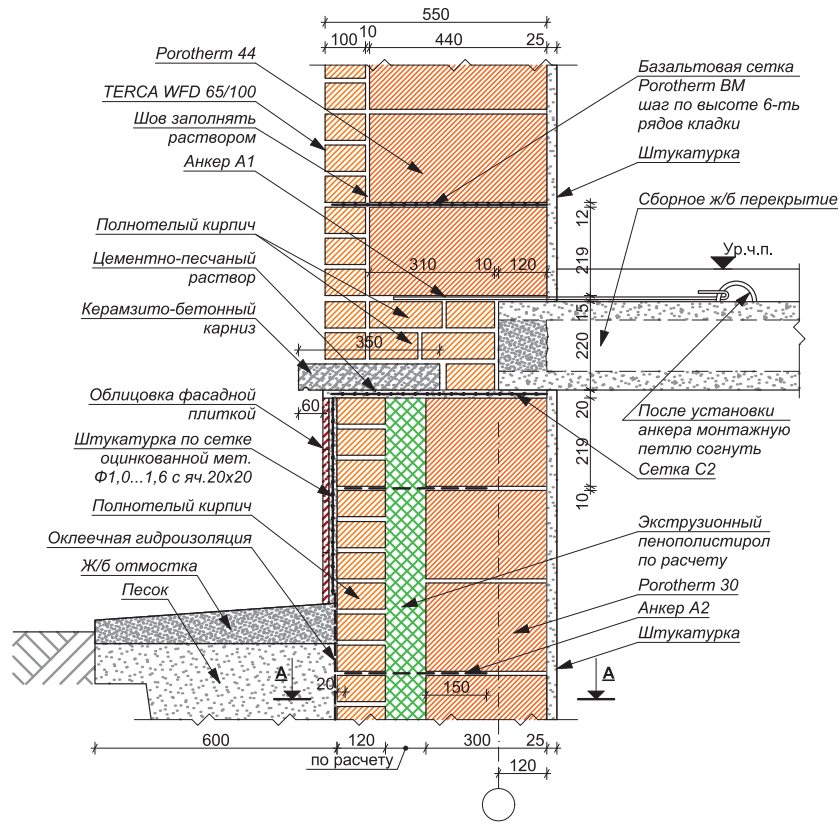 550
10
100
440
25
Porotherm 44
TERCA WFD 65/100
Шов заполнять
раствором
Анкер А1
Полнотелый кирпич
Цементно-песчаный
раствор
Керамзито-бетонный
карниз
Облицовка фасадной
плиткой
Штукатурка по сетке
оцинкованной мет.
Ф1,0...1,6 с яч.20х20
Полнотелый кирпич
Оклеечная гидроизоляция
Ж/б отмостка
Песок
Базальтовая сетка
Porotherm BM
шаг по высоте 6-ть
рядов кладки
Штукатурка
Сборное ж/б перекрытие
Ур.ч.п.
12
219
15
220
20
219
10
310
10
120
350
60
После установки
анкера монтажную
петлю согнуть
Сетка С2
Экструзионный
пенополистирол
по расчету
Porotherm 30
Анкер А2
Штукатурка
А
А
20
150
600
120
300
25
по расчету
120